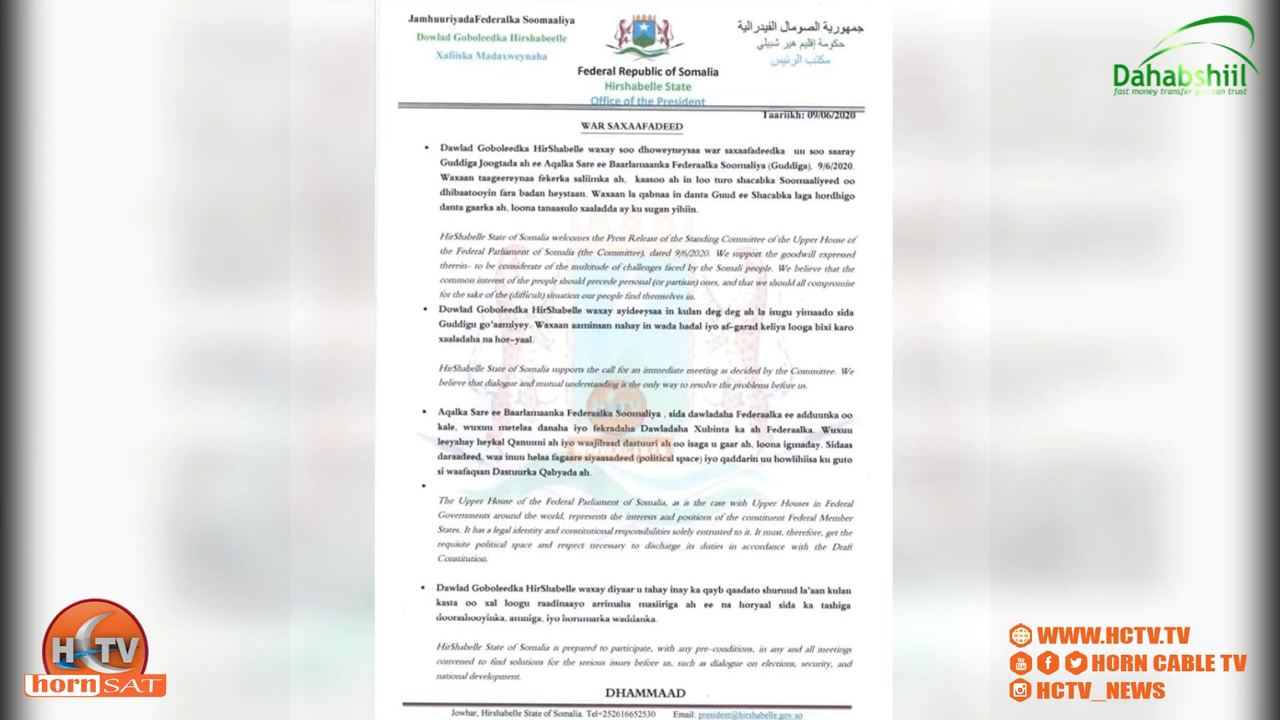 JamhuuriyadaFederalka Soomaaliya
Dowlad Goboleedka Hirshabeelle
Xafiiska Madaxweynaha
جمهورية الصومال الفيدرالية
حكومة إقليم هير شبيلي
مكتب الرئيس
Federal Republic of Somalia
Hirshabelle State
Office of the President
Taariikh: 09/06/2020
WAR SAXAAFADEED
• Dawlad Goboleedka HirShabelle waxay soo dhoweyneysaa war saxaafadeedka uu soo saaray
Guddiga Joogtada ah ee Aqalka Sare ee Baarlamaanka Federaalka Soomaliya (Guddiga), 9/6/2020.
Waxaan taageereynaa fekerka saliimka ah, kaasoo ah in loo turo shacabka Soomaaliyeed oo
dhibaatooyin fara badan heystaan. Waxaan la qabnaa in danta Guud ee Shacabka laga hordhigo
danta gaarka ah, loona tanaasulo xaaladda ay ku sugan yihiin.
HirShabelle State of Somalia welcomes the Press Release of the Standing Committee of the Upper House of
the Federal Parliament of Somalia (the Committee), dated 9/6/2020. We support the goodwill expressed
therein- to be considerate of the multitude of challenges faced by the Somali people. We believe that the
common interest of the people should precede personal (or partisan) ones, and that we should all compromise
for the sake of the (difficult) situation our people find themselves in.
• Dowlad Goboleedka HirShabelle waxay ayideeysaa in kulan deg deg ah la isugu yimaado sida
Guddigu go'aamiyey. Waxaan aaminsan nahay in wada hadal iyo af-garad keliya looga bixi karo
xaaladaha na hor-yaal.
HirShabelle State of Somalia supports the call for an immediate meeting as decided by the Committee. We
believe that dialogue and mutual understanding is the only way to resolve the problems before us.
• Aqalka Sare ee Baarlamaanka Federaalka Soomaliya , sida dawladaha Federaalka ee adduunka oo
kale, wuxuu metelaa danaha iyo fekradaha Dawladaha Xubinta ka ah Federaalka. Wuxuu
leeyahay heykal Qanuuni ah iyo waajibaad dastuuri ah oo isaga u gaar ah, loona igmaday. Sidaas
daraadeed, waa inuu helaa fagaare siyaasadeed (political space) iyo qaddarin uu howlihiisa ku guto
si waafaqsan Dastuurka Qabyada ah.
•
The Upper House of the Federal Parliament of Somalia, as is the case with Upper Houses in Federal
Governments around the world, represents the interests and positions of the constituent Federal Member
States. It has a legal identity and constitutional responsibilities solely entrusted to it. It must, therefore, get the
requisite political space and respect necessary to discharge its duties in accordance with the Draft
Constitution.
• Dawlad Goboleedka HirShabelle waxay diyaar u tahay inay ka qayb qaadato shuruud la'aan kulan
kasta oo xal loogu raadinaayo arrimaha masiiriga ah ee na horyaal sida ka tashiga
doorashooyinka, amniga, iyo horumarka waddanka.
HirShabelle State of Somalia is prepared to participate, with any pre-conditions, in any and all meetings
convened to find solutions for the serious issues before us, such as dialogue on elections, security, and
national development.
DHAMMAAD
Jowhar, Hirshabelle State of Somalia. Tel+252616652530 Email: president@hirshabelle.gov.so
Dahabshiil
fast money transfer you can trust
HCTV
horn SAT
WWW.HCTV.TV
HORN CABLE TV
HCTV_NEWS